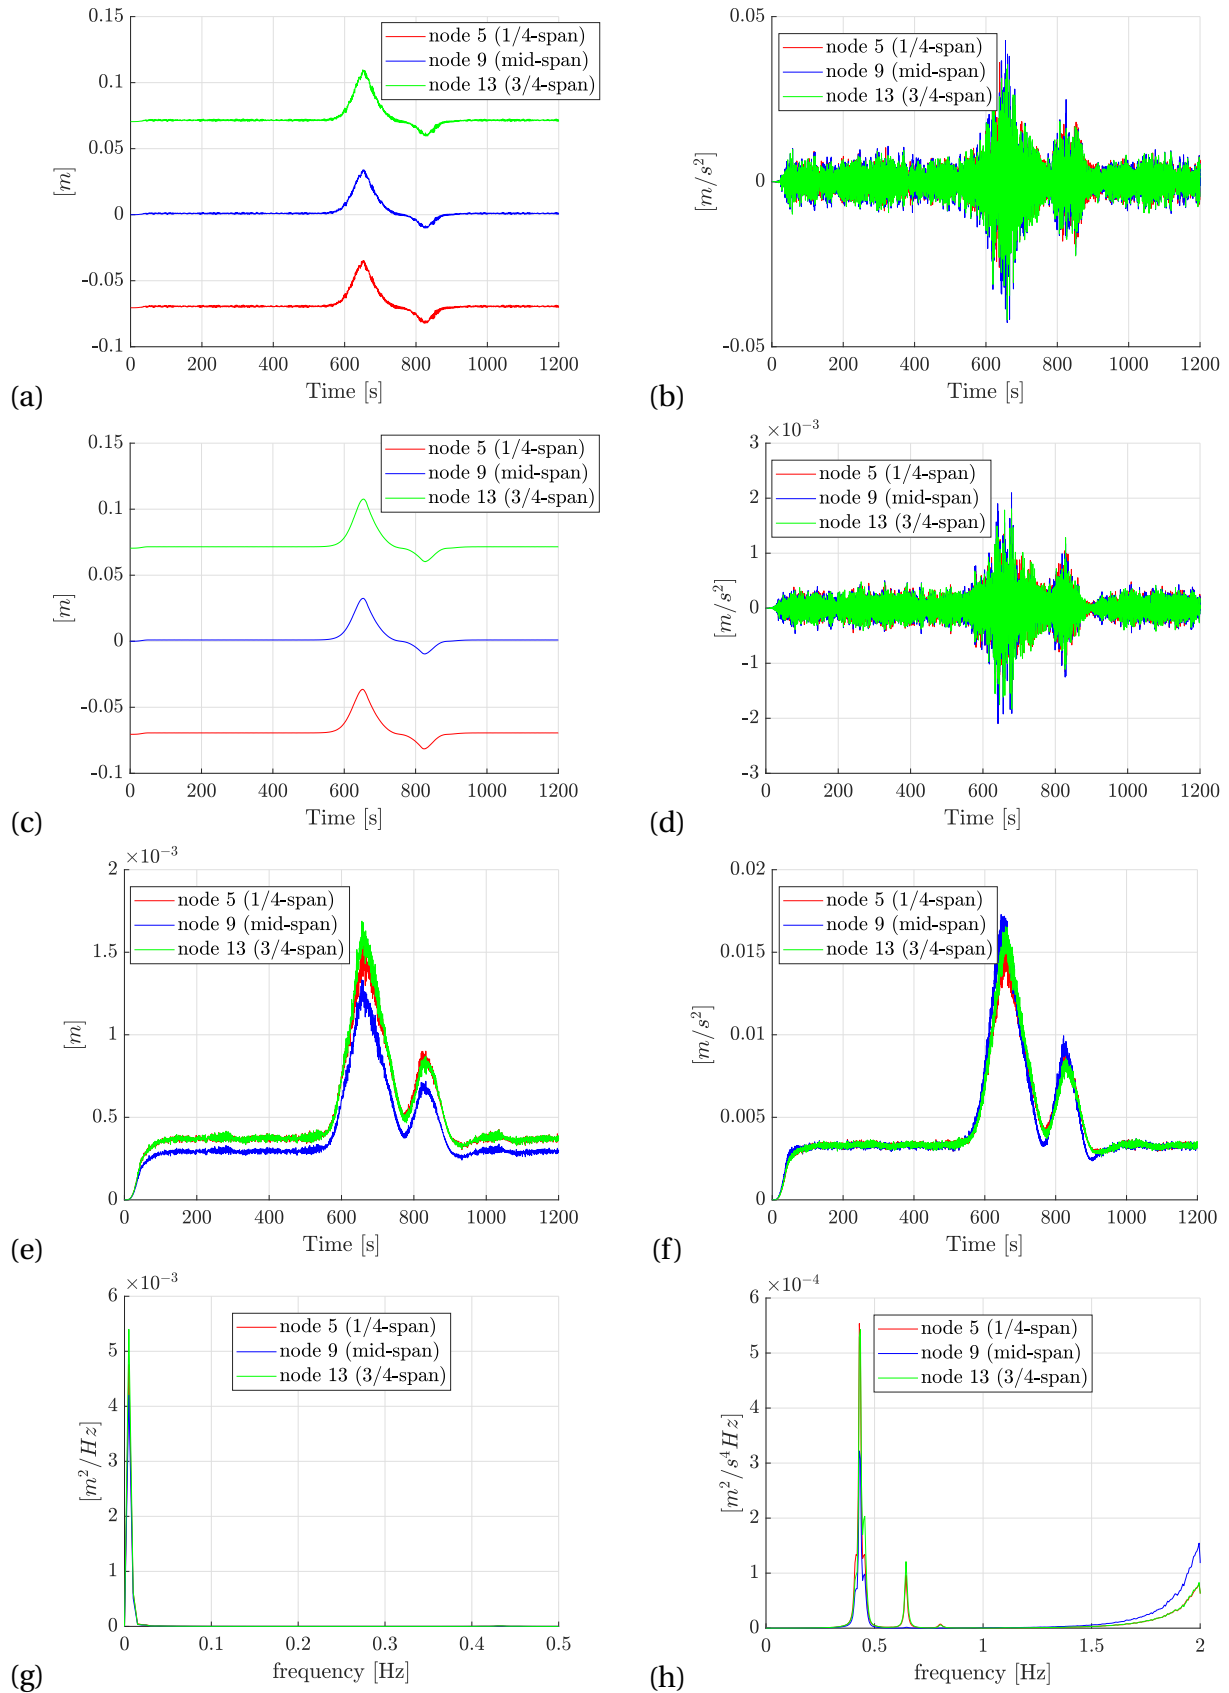 0.15
0.1
0.05
0
-0.05
-0.1
[m]
node 5 (1/4-span)
node 9 (mid-span)
node 13 (3/4-span)
0 200 400 600 800 1000 1200
Time [s]
(a)
0.05
0
-0.05
[m/s²]
node 5 (1/4-span)
node 9 (mid-span)
node 13 (3/4-span)
0 200 400 600 800 1000 1200
Time [s]
(b)
0.15
0.1
0.05
0
-0.05
-0.1
[m]
node 5 (1/4-span)
node 9 (mid-span)
node 13 (3/4-span)
0 200 400 600 800 1000 1200
Time [s]
(c)
×10⁻³
3
2
1
0
-1
-2
-3
[m/s²]
node 5 (1/4-span)
node 9 (mid-span)
node 13 (3/4-span)
0 200 400 600 800 1000 1200
Time [s]
(d)
×10⁻³
2
1.5
1
0.5
0
[m]
node 5 (1/4-span)
node 9 (mid-span)
node 13 (3/4-span)
0 200 400 600 800 1000 1200
Time [s]
(e)
0.02
0.015
0.01
0.005
0
[m/s²]
node 5 (1/4-span)
node 9 (mid-span)
node 13 (3/4-span)
0 200 400 600 800 1000 1200
Time [s]
(f)
×10⁻³
6
5
4
3
2
1
0
[m²/Hz]
node 5 (1/4-span)
node 9 (mid-span)
node 13 (3/4-span)
0 0.1 0.2 0.3 0.4 0.5
frequency [Hz]
(g)
×10⁻⁴
6
5
4
3
2
1
0
[m²/s⁴Hz]
node 5 (1/4-span)
node 9 (mid-span)
node 13 (3/4-span)
0 0.5 1 1.5 2
frequency [Hz]
(h)